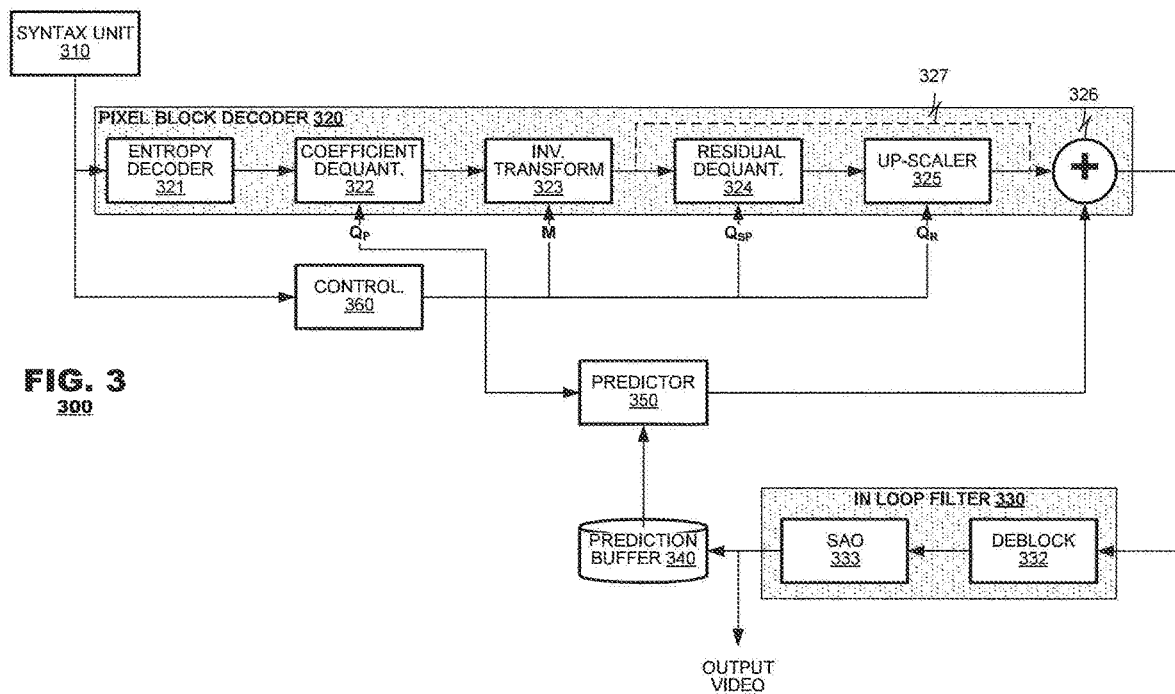 SYNTAX UNIT
310
327
326
PIXEL BLOCK DECODER 320
ENTROPY
DECODER
321
COEFFICIENT
DEQUANT.
322
INV.
TRANSFORM
323
RESIDUAL
DEQUANT.
324
UP-SCALER
325
+
QP
M
QSP
QR
CONTROL.
360
FIG. 3
300
PREDICTOR
350
IN LOOP FILTER 330
PREDICTION
BUFFER 340
SAO
333
DEBLOCK
332
OUTPUT
VIDEO